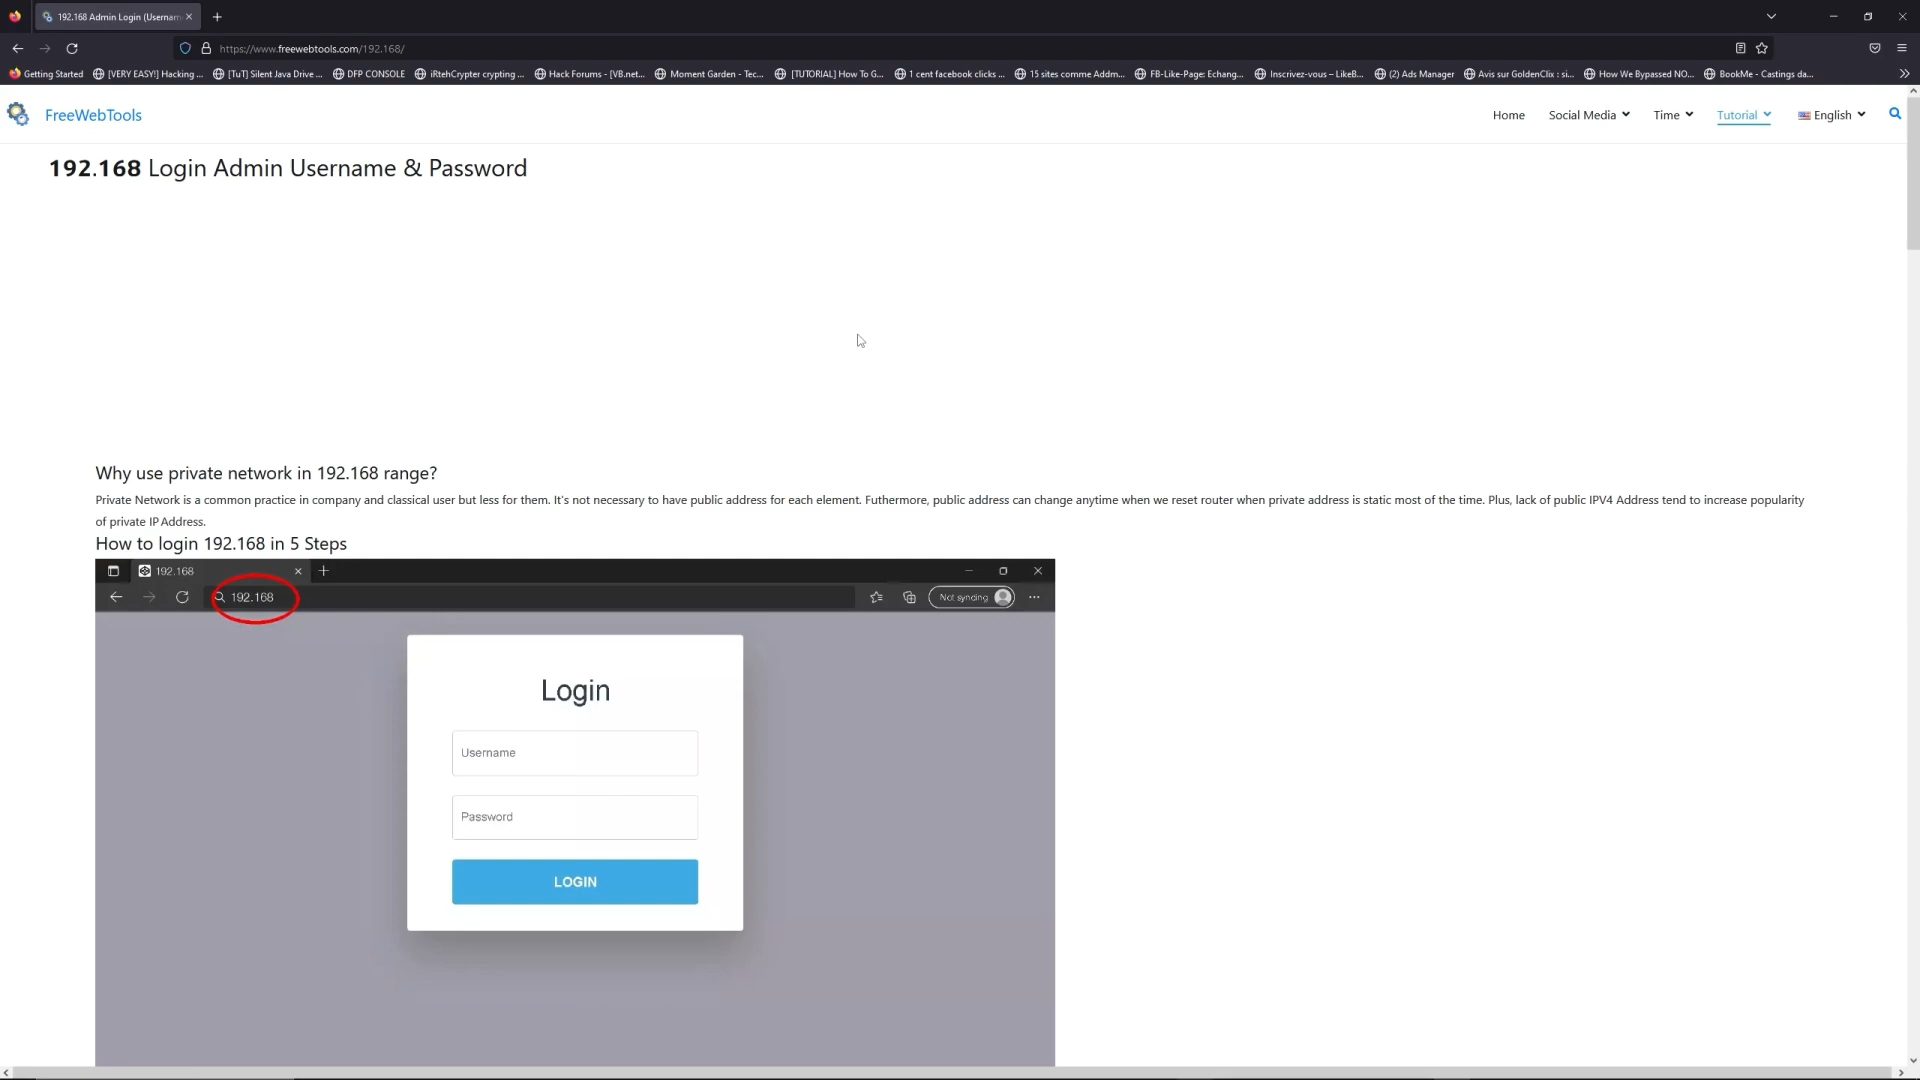 192.168 Admin Login (Usernam
https://www.freewebtools.com/192.168/
Getting Started
[VERY EASY!] Hacking ...
[TuT] Silent Java Drive ...
DFP CONSOLE
iRtehCrypter crypting ...
Hack Forums - [VB.net...
Moment Garden - Tec...
[TUTORIAL] How To G...
1 cent facebook clicks ...
15 sites comme Addm...
FB-Like-Page: Echang...
Inscrivez-vous – LikeB...
(2) Ads Manager
Avis sur GoldenClix : si...
How We Bypassed NO...
BookMe - Castings da...
FreeWebTools
Home
Social Media
Time
Tutorial
English
192.168 Login Admin Username & Password
Why use private network in 192.168 range?
Private Network is a common practice in company and classical user but less for them. It's not necessary to have public address for each element. Futhermore, public address can change anytime when we reset router when private address is static most of the time. Plus, lack of public IPV4 Address tend to increase popularity
of private IP Address.
How to login 192.168 in 5 Steps
192.168
192.168
Not syncing
Login
Username
Password
LOGIN